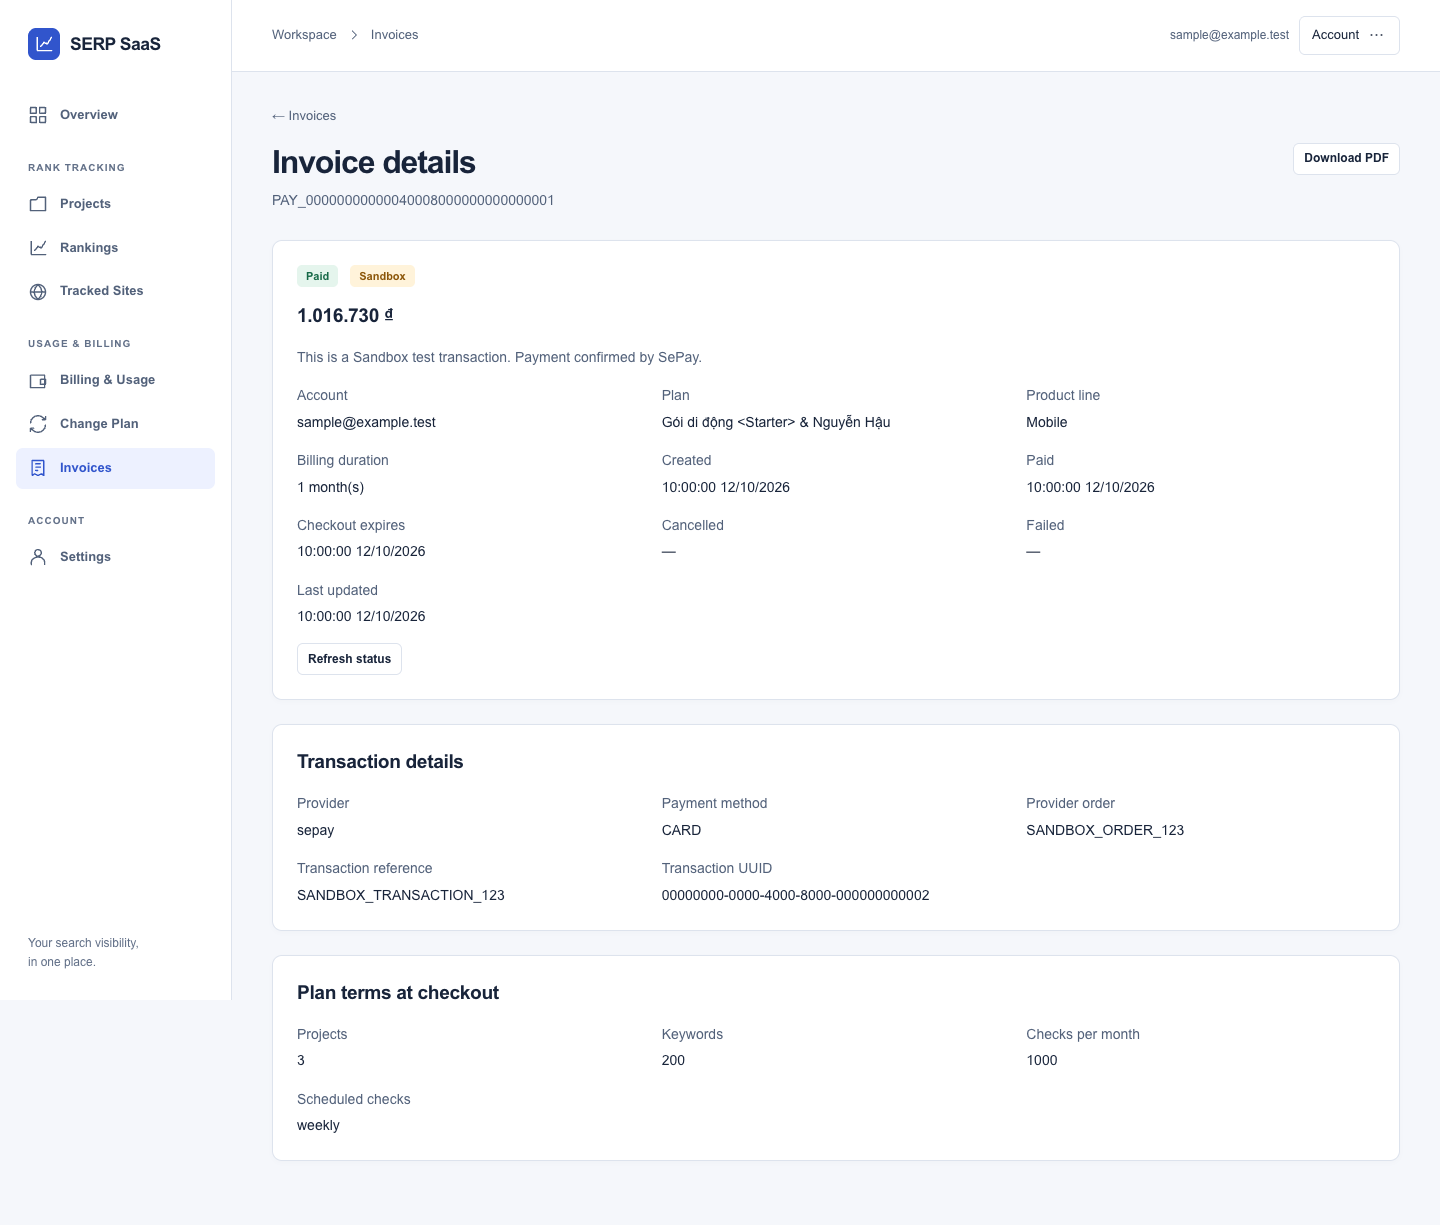 SERP SaaS
Workspace
Invoices
sample@example.test
Account ···
Overview
RANK TRACKING
Projects
Rankings
Tracked Sites
USAGE & BILLING
Billing & Usage
Change Plan
Invoices
ACCOUNT
Settings
Your search visibility,
in one place.
← Invoices
Invoice details
Download PDF
PAY_00000000000040008000000000000001
Paid
Sandbox
1.016.730 ₫
This is a Sandbox test transaction. Payment confirmed by SePay.
Account
sample@example.test
Plan
Gói di động <Starter> & Nguyễn Hậu
Product line
Mobile
Billing duration
1 month(s)
Created
10:00:00 12/10/2026
Paid
10:00:00 12/10/2026
Checkout expires
10:00:00 12/10/2026
Cancelled
—
Failed
—
Last updated
10:00:00 12/10/2026
Refresh status
Transaction details
Provider
sepay
Payment method
CARD
Provider order
SANDBOX_ORDER_123
Transaction reference
SANDBOX_TRANSACTION_123
Transaction UUID
00000000-0000-4000-8000-000000000002
Plan terms at checkout
Projects
3
Keywords
200
Checks per month
1000
Scheduled checks
weekly